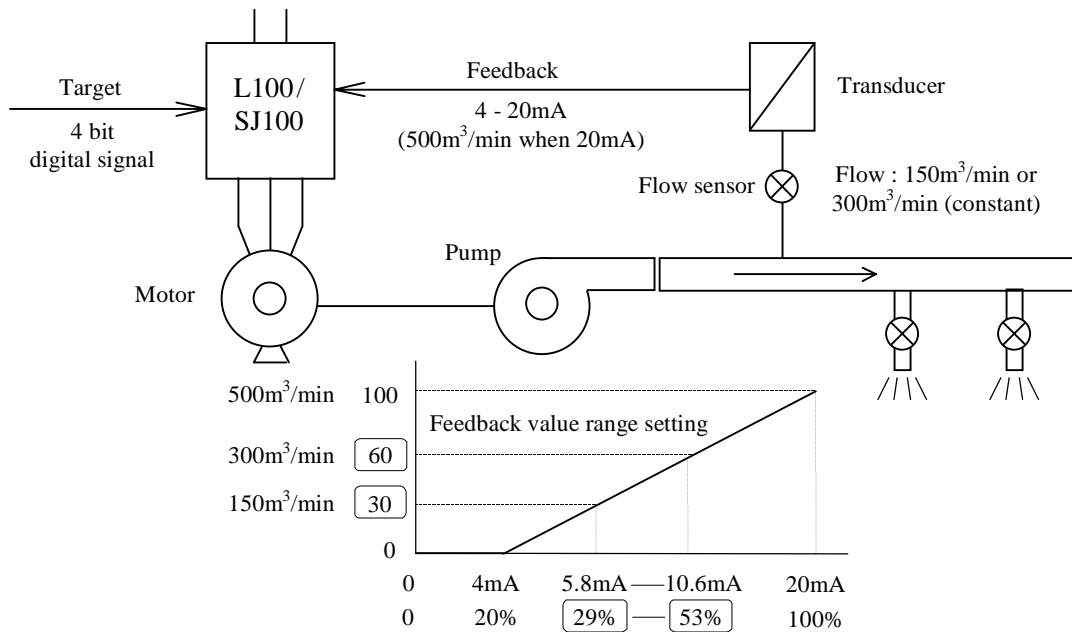 Target
4 bit
digital signal
L100/
SJ100
Feedback
4 - 20mA
(500m³/min when 20mA)
Transducer
Flow sensor
Flow : 150m³/min or
300m³/min (constant)
Motor
Pump
Feedback value range setting
500m³/min 100
300m³/min 60
150m³/min 30
0
0 4mA 5.8mA 10.6mA 20mA
0 20% 29% 53% 100%